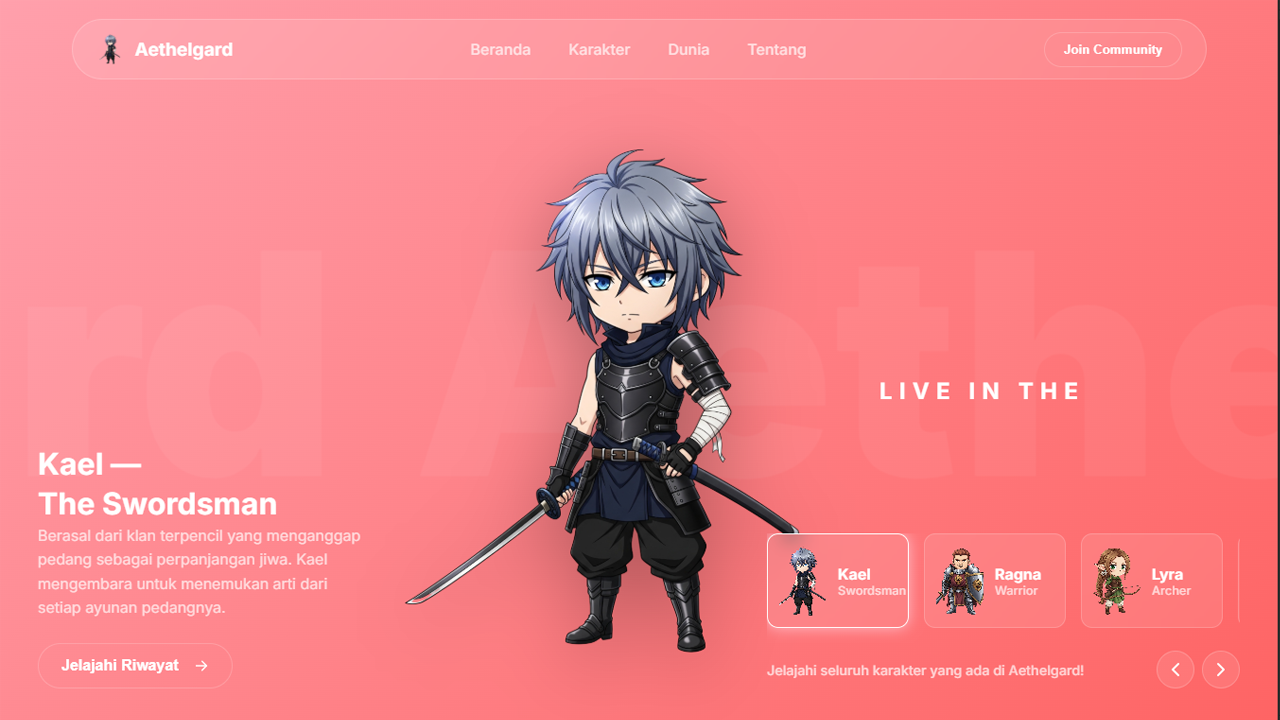 Aethelgard
Beranda
Karakter
Dunia
Tentang
Join Community
rd Aethe
LIVE IN THE
Kael —
The Swordsman
Berasal dari klan terpencil yang menganggap
pedang sebagai perpanjangan jiwa. Kael
mengembara untuk menemukan arti dari
setiap ayunan pedangnya.
Jelajahi Riwayat →
Kael
Swordsman
Ragna
Warrior
Lyra
Archer
Jelajahi seluruh karakter yang ada di Aethelgard!